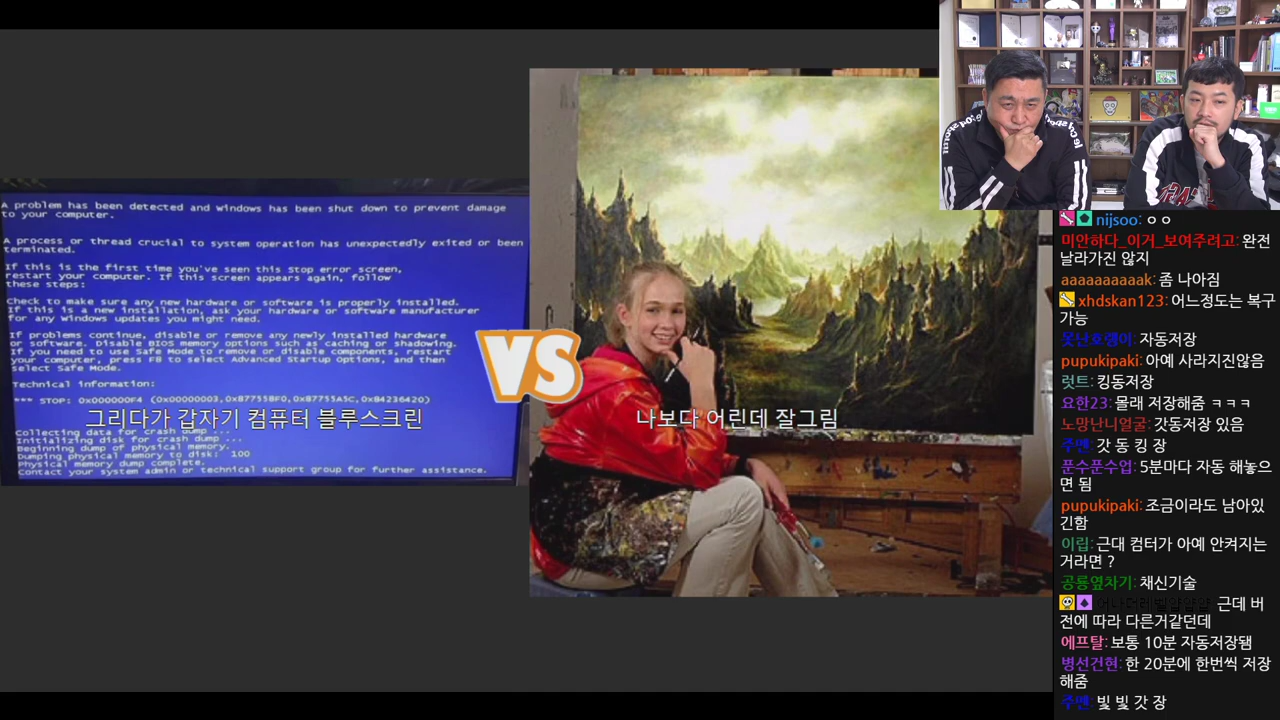 A problem has been detected and Windows has been shut down to prevent damage
to your computer.
A process or thread crucial to system operation has unexpectedly exited or been
terminated.
If this is the first time you've seen this Stop error screen,
restart your computer. If this screen appears again, follow
these steps:
Check to make sure any new hardware or software is properly installed.
If this is a new installation, ask your hardware or software manufacturer
for any Windows updates you might need.
If problems continue, disable or remove any newly installed hardware
or software. Disable BIOS memory options such as caching or shadowing.
If you need to use Safe Mode to remove or disable components, restart
your computer, press F8 to select Advanced Startup Options, and then
select Safe Mode.
Technical information:
*** STOP: 0x000000F4 (0x00000003,0x877558F0,0x87755A5C,0x84236420)
그리다가 갑자기 컴퓨터 블루스크린
Collecting data for crash dump ...
Initializing disk for crash dump ...
Beginning dump of physical memory.
Dumping physical memory to disk: 100
Physical memory dump complete.
Contact your system admin or technical support group for further assistance.
VS
나보다 어린데 잘그림
nijsoo: ㅇㅇ
미안하다_이거_보여주려고: 완전
날라가진 않지
aaaaaaaaaak: 좀 나아짐
xhdskan123: 어느정도는 복구
가능
못난호랭이: 자동저장
pupukipaki: 아예 사라지진않음
럿트: 킹동저장
요한23: 몰래 저장해줌 ㅋㅋㅋ
노망난니얼굴: 갓동저장 있음
주멘: 갓 동 킹 장
푼수푼수업: 5분마다 자동 해놓으
면 됨
pupukipaki: 조금이라도 남아있
긴함
이립: 근대 컴터가 아예 안켜지는
거라면 ?
공룡옆차기: 채신기술
근데 버
전에 따라 다른거같던데
에프탈: 보통 10분 자동저장됌
병선건현: 한 20분에 한번씩 저장
해줌
주멘: 빛 빛 갓 장